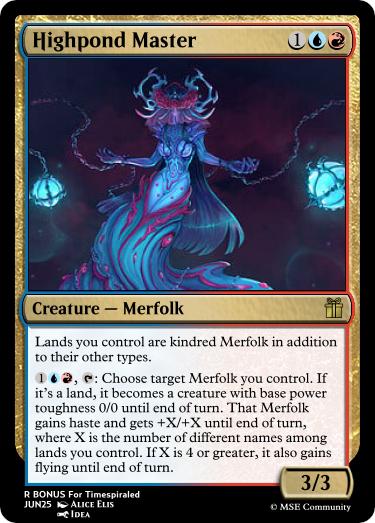 Highpond Master
1
Creature — Merfolk
Lands you control are kindred Merfolk in addition
to their other types.
1, : Choose target Merfolk you control. If
it's a land, it becomes a creature with base power
toughness 0/0 until end of turn. That Merfolk
gains haste and gets +X/+X until end of turn,
where X is the number of different names among
lands you control. If X is 4 or greater, it also gains
flying until end of turn.
3/3
R BONUS For Timespiraled
JUN25 Alice Elis
Idea
© MSE Community